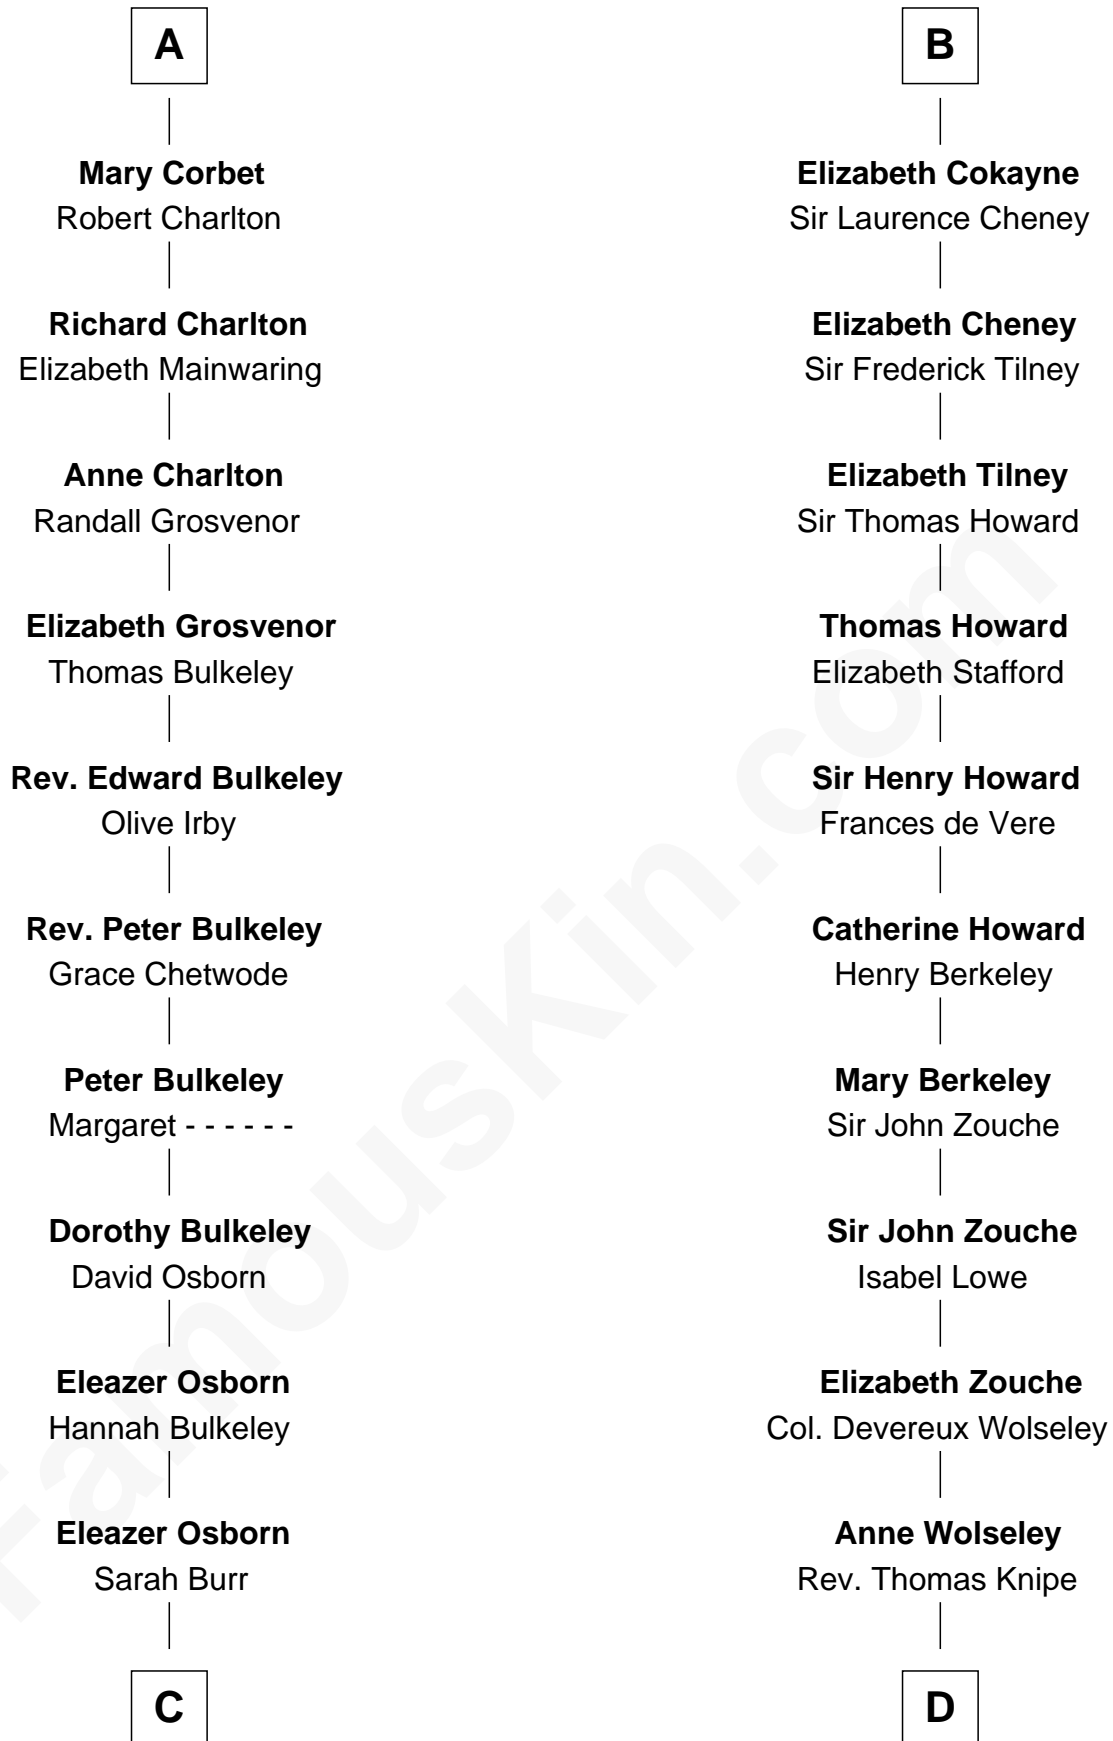 A
Mary Corbet
Robert Charlton
Richard Charlton
Elizabeth Mainwaring
Anne Charlton
Randall Grosvenor
Elizabeth Grosvenor
Thomas Bulkeley
Rev. Edward Bulkeley
Olive Irby
Rev. Peter Bulkeley
Grace Chetwode
Peter Bulkeley
Margaret - - - - - -
Dorothy Bulkeley
David Osborn
Eleazer Osborn
Hannah Bulkeley
Eleazer Osborn
Sarah Burr
C
B
Elizabeth Cokayne
Sir Laurence Cheney
Elizabeth Cheney
Sir Frederick Tilney
Elizabeth Tilney
Sir Thomas Howard
Thomas Howard
Elizabeth Stafford
Sir Henry Howard
Frances de Vere
Catherine Howard
Henry Berkeley
Mary Berkeley
Sir John Zouche
Sir John Zouche
Isabel Lowe
Elizabeth Zouche
Col. Devereux Wolseley
Anne Wolseley
Rev. Thomas Knipe
D
FamousKin.com